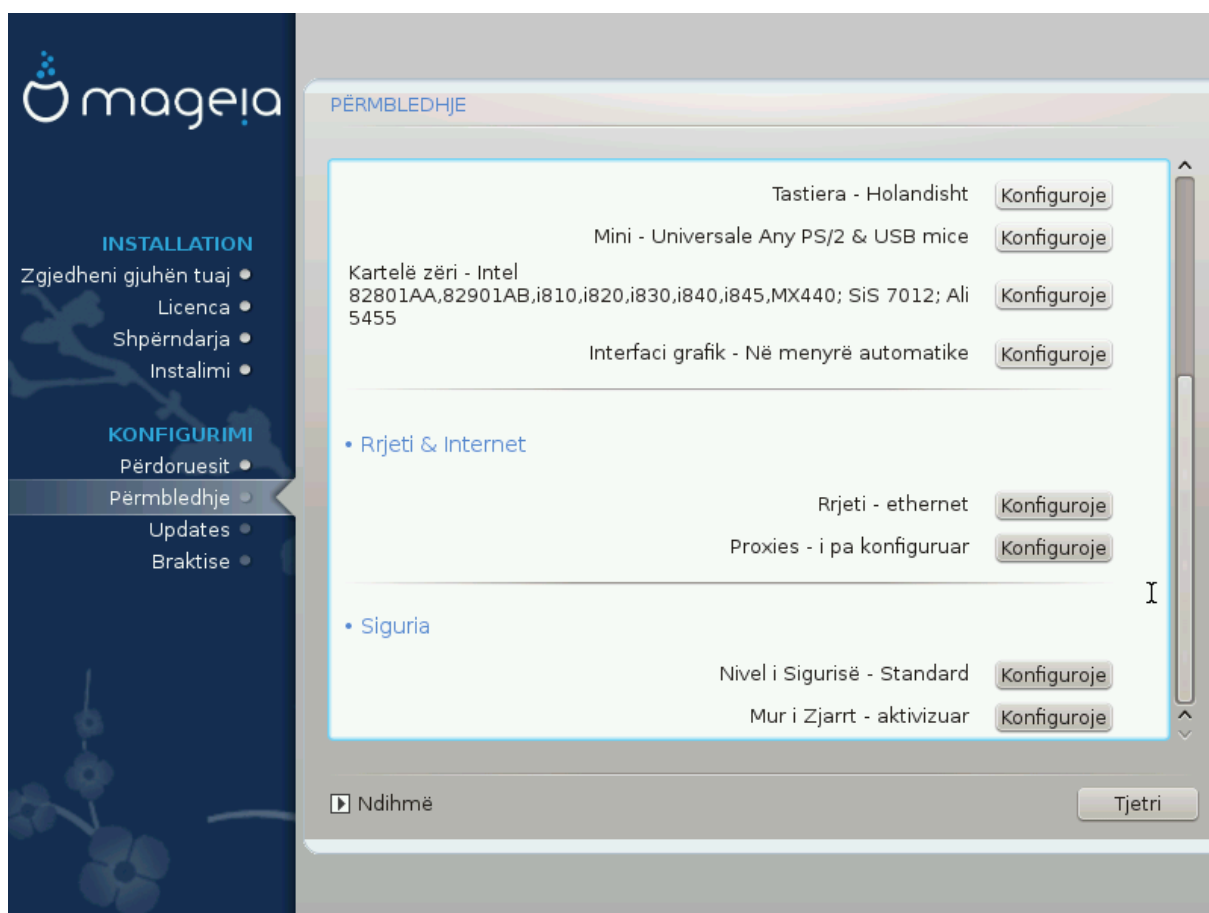 mageia
INSTALLATION
Zgjedheni gjuhën tuaj
Licenca
Shpërndarja
Instalimi
KONFIGURIMI
Përdoruesit
Përmbledhje
Updates
Braktise
PËRMBLEDHJE
Tastiera - Holandisht Konfiguroje
Mini - Universale Any PS/2 & USB mice Konfiguroje
Kartelë zëri - Intel
82801AA,82901AB,i810,i820,i830,i840,i845,MX440; SiS 7012; Ali Konfiguroje
5455
Interfaci grafik - Në menyrë automatike Konfiguroje
• Rrjeti & Internet
Rrjeti - ethernet Konfiguroje
Proxies - i pa konfiguruar Konfiguroje
• Siguria
Nivel i Sigurisë - Standard Konfiguroje
Mur i Zjarrt - aktivizuar Konfiguroje
Ndihmë
Tjetri